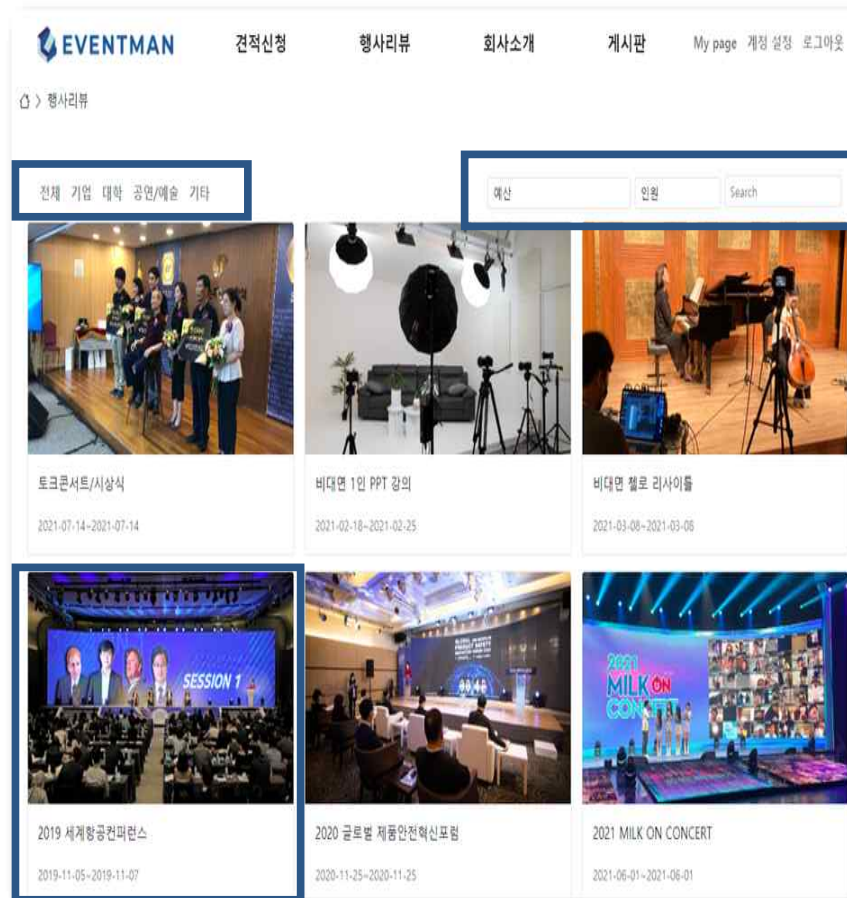 EVENTMAN 견적신청 행사리뷰 회사소개 게시판 My page 계정 설정 로그아웃
> 행사리뷰
전체 기업 대학 공연/예술 기타 예산 인원 Search
토크콘서트/시상식 비대면 1인 PPT 강의 비대면 첼로 리사이틀
2021-07-14~2021-07-14 2021-02-18~2021-02-25 2021-03-08~2021-03-08
SESSION 1
2021
MILK ON
CONCERT
2019 세계항공컨퍼런스 2020 글로벌 제품안전혁신포럼 2021 MILK ON CONCERT
2019-11-05~2019-11-07 2020-11-25~2020-11-25 2021-06-01~2021-06-01